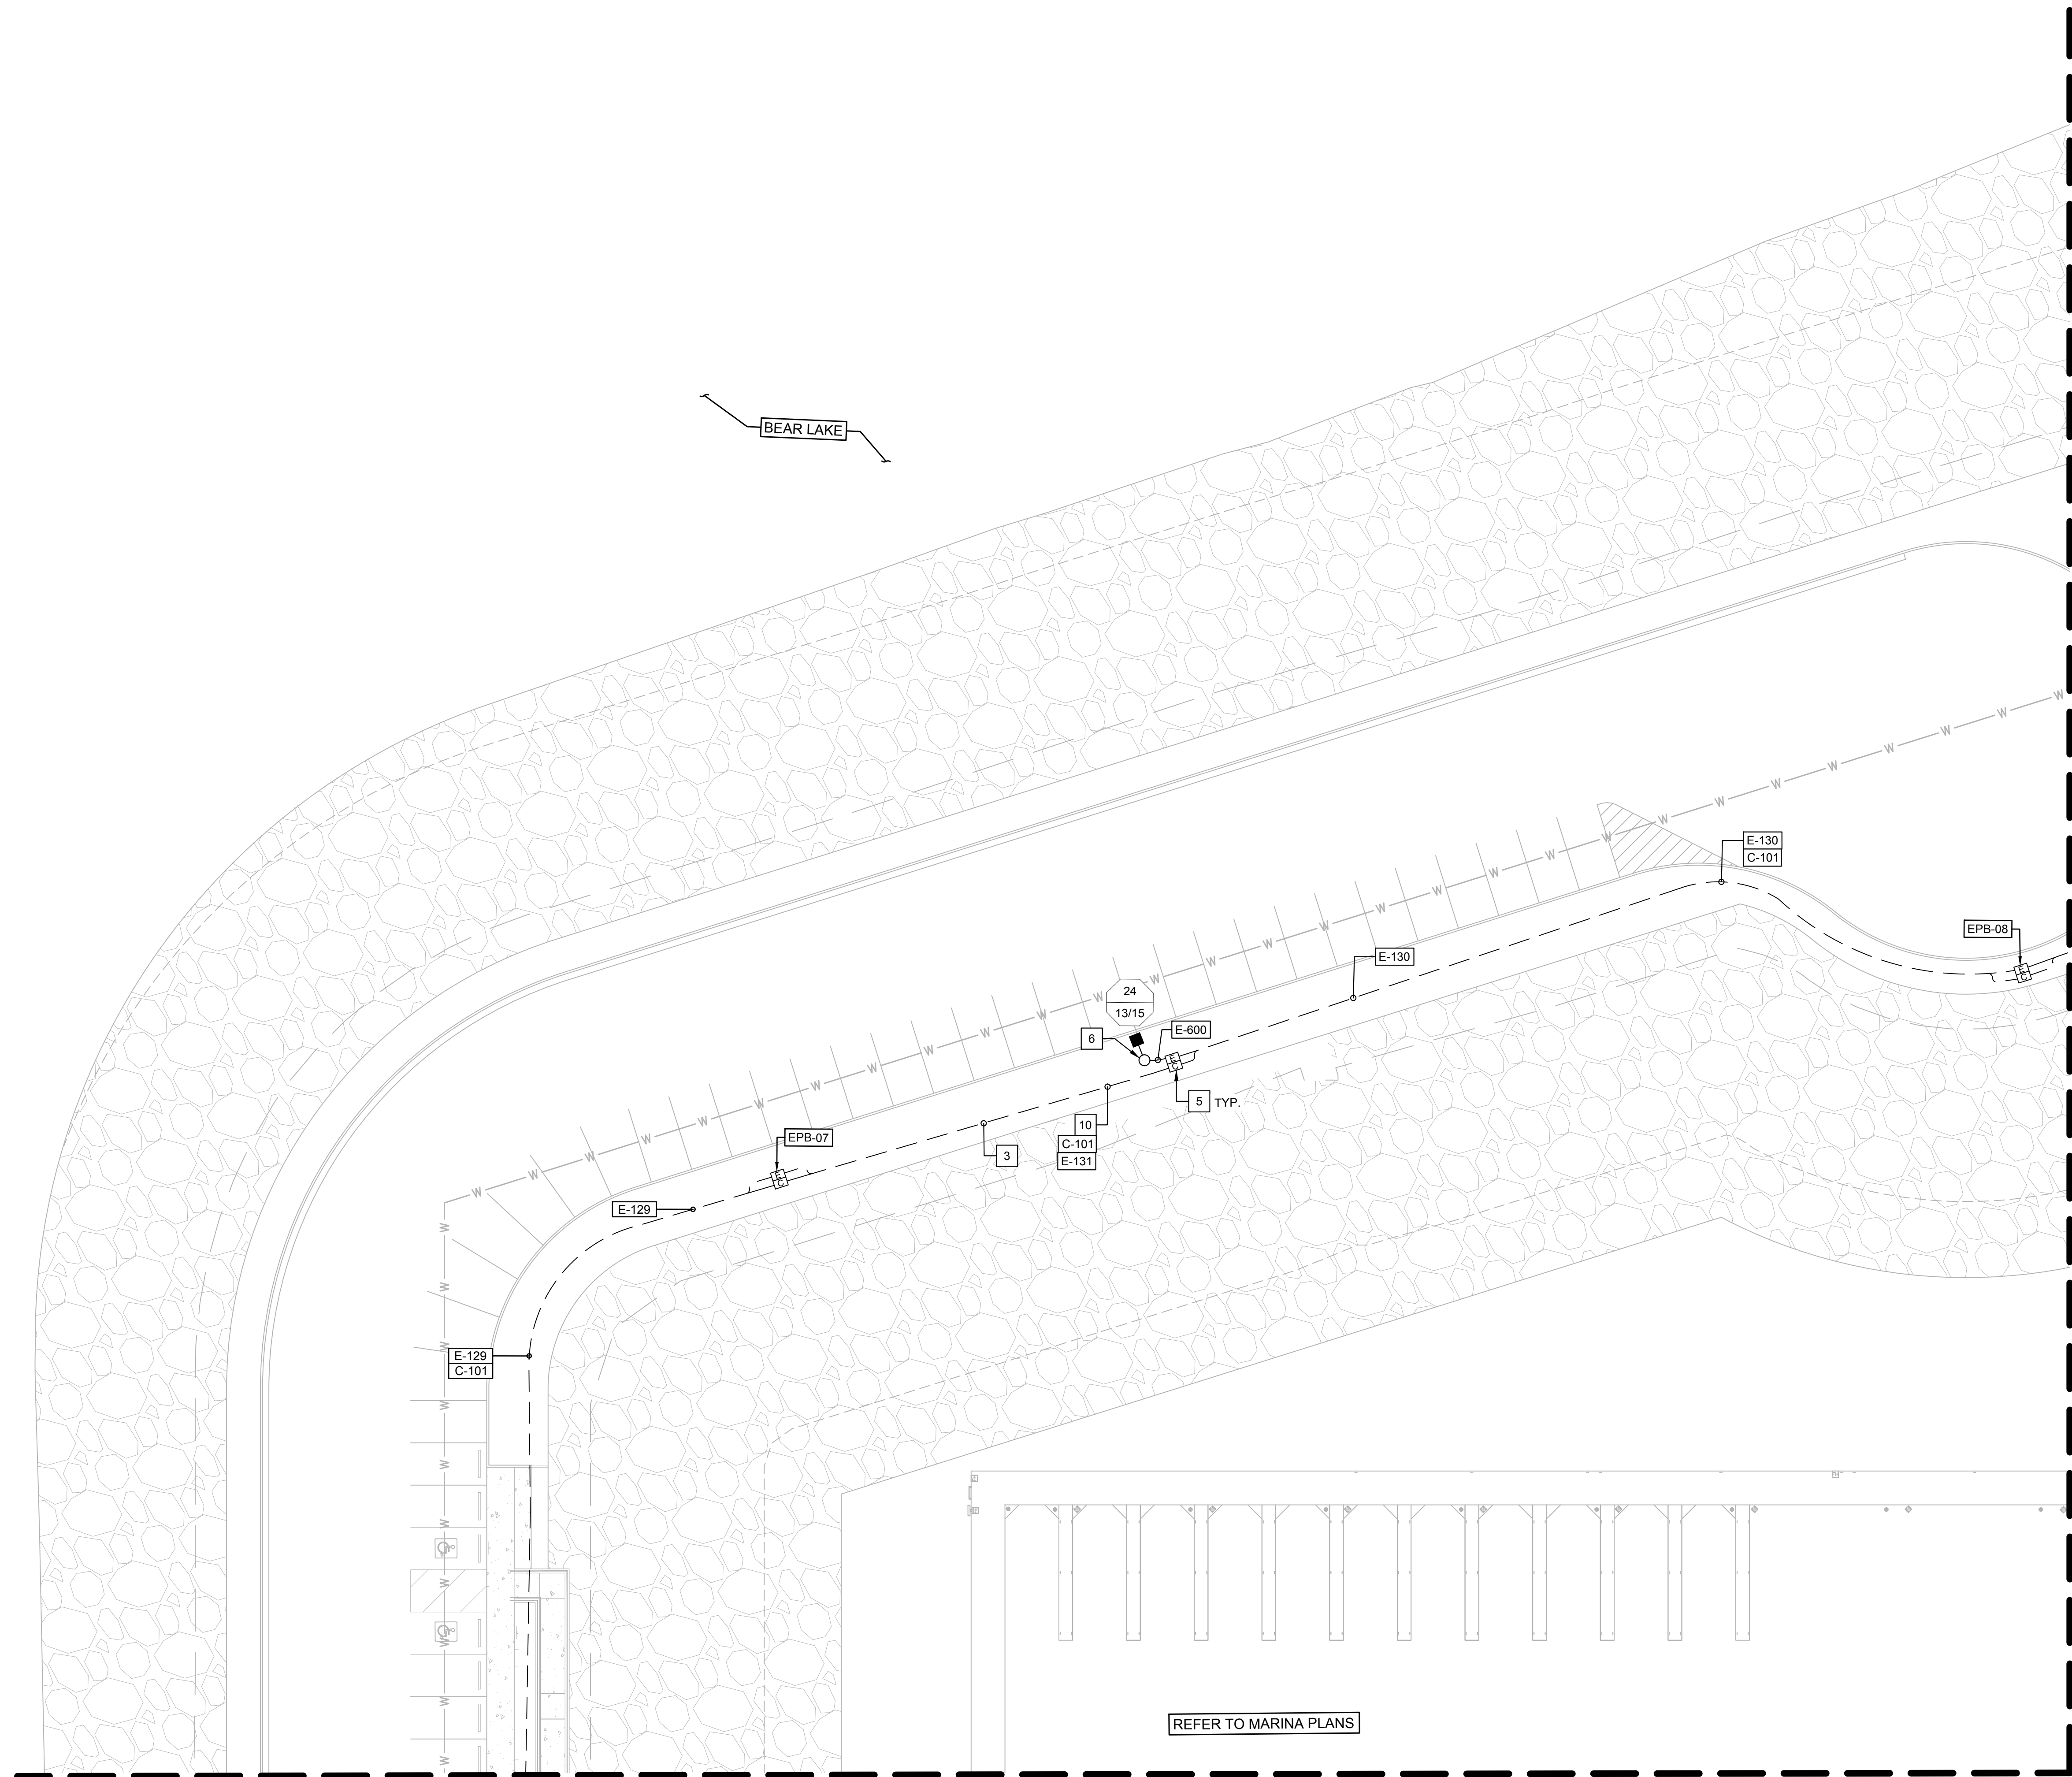 BEAR LAKE
E-130
C-101
EPB-08
E-130
24
13/15
6
E-600
E
C
5 TYP.
10
C-101
E-131
3
EPB-07
E
C
E-129
E-129
C-101
E
C
W W W W W W W W W W W W W W W W W W W W W W W W W W W W W
W
W
W
W
W
W
W
W
W
W
REFER TO MARINA PLANS